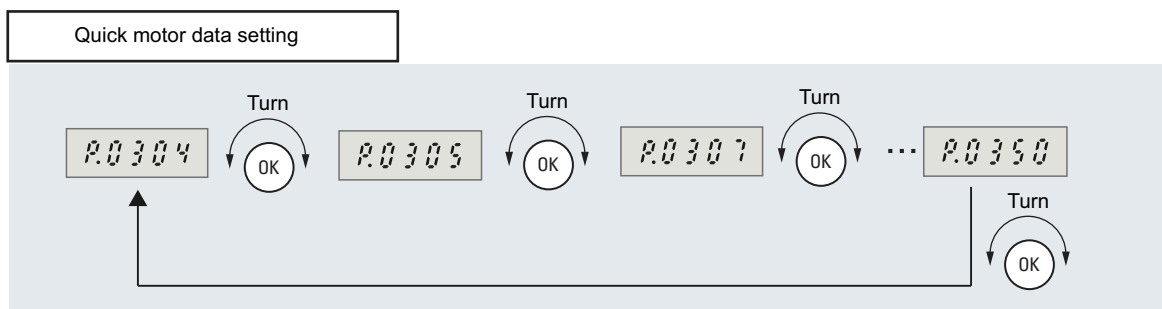 Quick motor data setting
Turn Turn Turn
P.0304 OK P.0305 OK P.0307 OK ... P.0350
Turn
OK